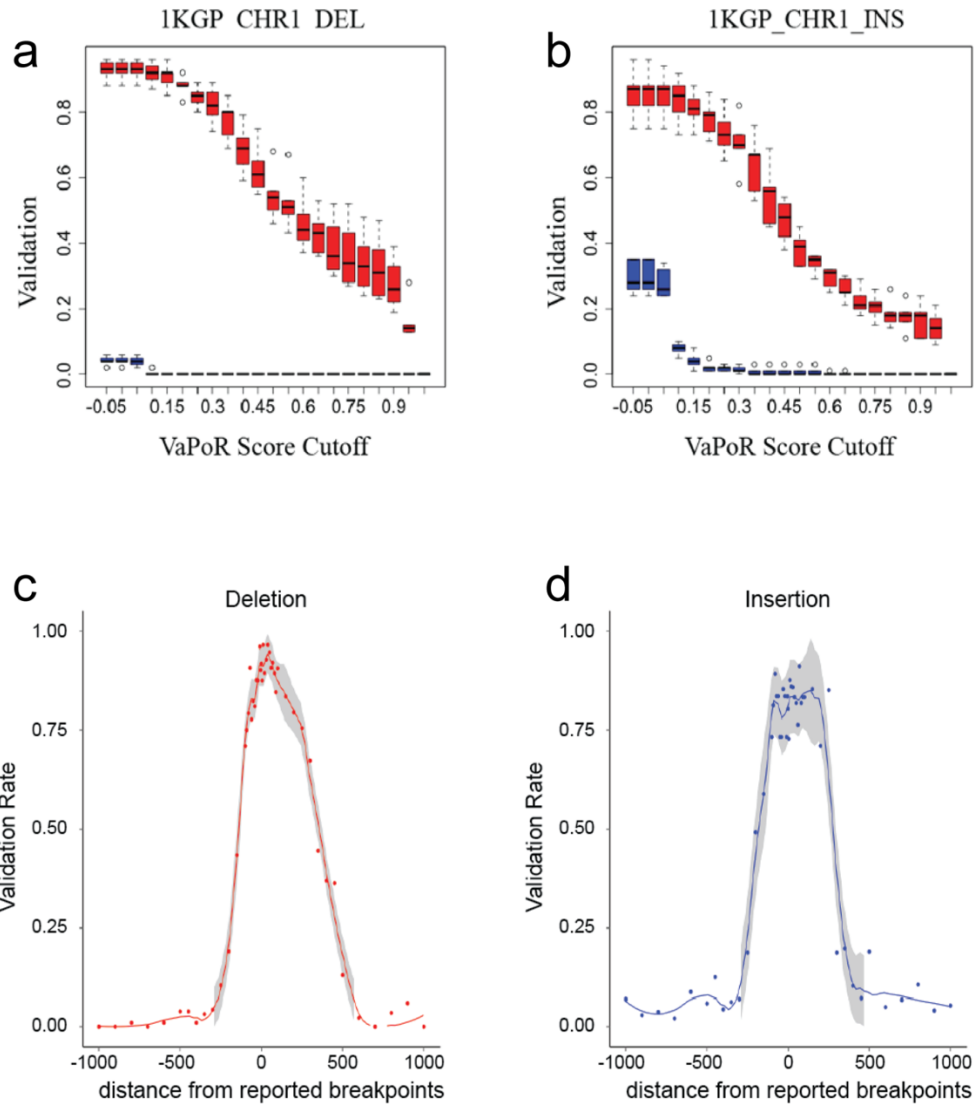 1KGP CHR1 DEL
1KGP_CHR1_INS
a
b
Validation
0.0
0.2
0.4
0.6
0.8
-0.05 0.15 0.3 0.45 0.6 0.75 0.9
VaPoR Score Cutoff
Validation
0.0
0.2
0.4
0.6
0.8
-0.05 0.15 0.3 0.45 0.6 0.75 0.9
VaPoR Score Cutoff
c
Deletion
Validation Rate
1.00
0.75
0.50
0.25
0.00
-1000 -500 0 500 1000
distance from reported breakpoints
d
Insertion
Validation Rate
1.00
0.75
0.50
0.25
0.00
-1000 -500 0 500 1000
distance from reported breakpoints